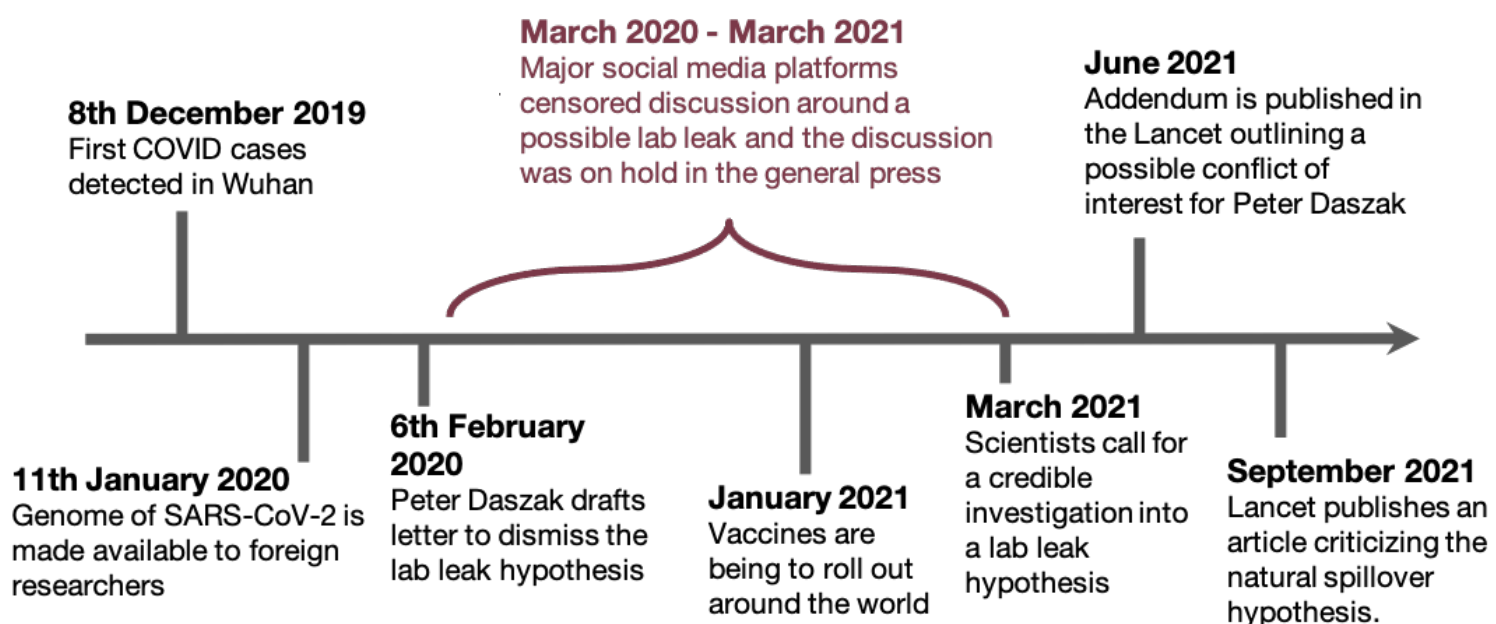 March 2020 - March 2021
Major social media platforms
censored discussion around a
possible lab leak and the discussion
was on hold in the general press
8th December 2019
First COVID cases
detected in Wuhan
June 2021
Addendum is published in
the Lancet outlining a
possible conflict of
interest for Peter Daszak
11th January 2020
Genome of SARS-CoV-2 is
made available to foreign
researchers
6th February
2020
Peter Daszak drafts
letter to dismiss the
lab leak hypothesis
January 2021
Vaccines are
being to roll out
around the world
March 2021
Scientists call for
a credible
investigation into
a lab leak
hypothesis
September 2021
Lancet publishes an
article criticizing the
natural spillover
hypothesis.